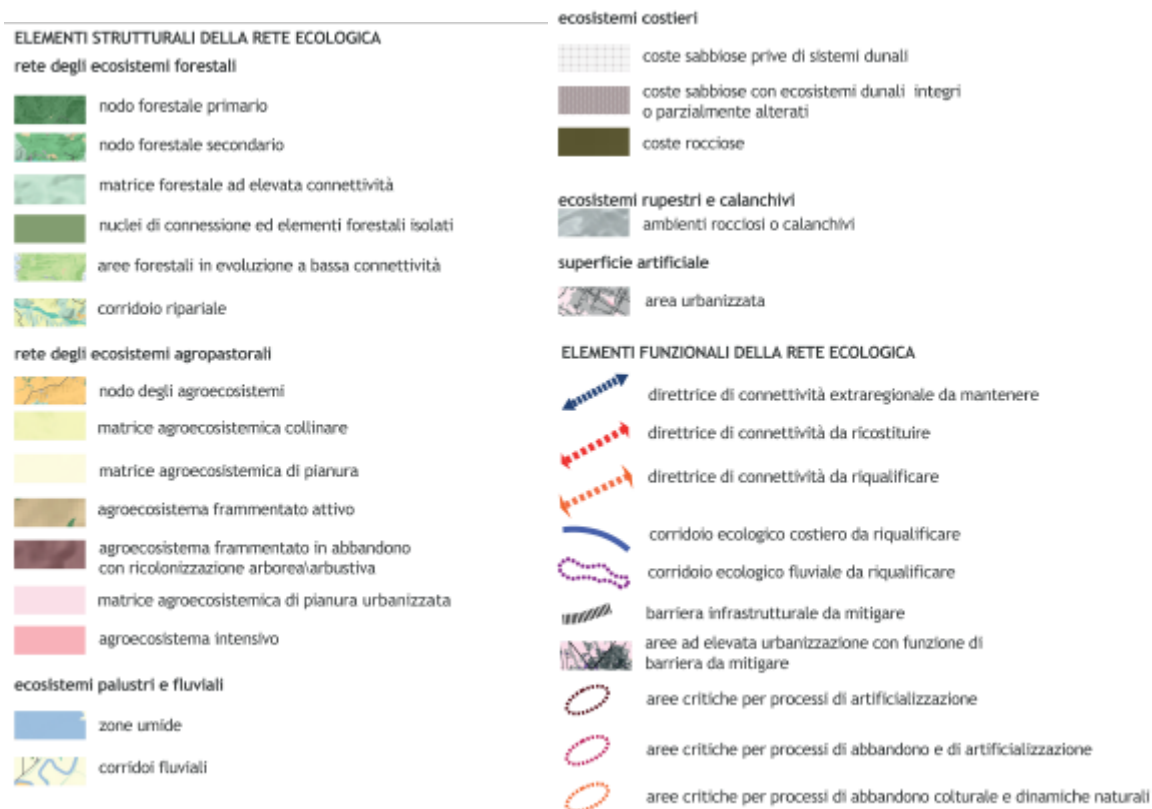 ELEMENTI STRUTTURALI DELLA RETE ECOLOGICA
rete degli ecosistemi forestali
nodo forestale primario
nodo forestale secondario
matrice forestale ad elevata connettività
nuclei di connessione ed elementi forestali isolati
aree forestali in evoluzione a bassa connettività
corridoio ripariale
rete degli ecosistemi agropastorali
nodo degli agroecosistemi
matrice agroecosistemica collinare
matrice agroecosistemica di pianura
agroecosistema frammentato attivo
agroecosistema frammentato in abbandono
con ricolonizzazione arborea\arbustiva
matrice agroecosistemica di pianura urbanizzata
agroecosistema intensivo
ecosistemi palustri e fluviali
zone umide
corridoi fluviali
ecosistemi costieri
coste sabbiose prive di sistemi dunali
coste sabbiose con ecosistemi dunali integri
o parzialmente alterati
coste rocciose
ecosistemi rupestri e calanchivi
ambienti rocciosi o calanchivi
superficie artificiale
area urbanizzata
ELEMENTI FUNZIONALI DELLA RETE ECOLOGICA
direttrice di connettività extraregionale da mantenere
direttrice di connettività da ricostituire
direttrice di connettività da riqualificare
corridoio ecologico costiero da riqualificare
corridoio ecologico fluviale da riqualificare
barriera infrastrutturale da mitigare
aree ad elevata urbanizzazione con funzione di
barriera da mitigare
aree critiche per processi di artificializzazione
aree critiche per processi di abbandono e di artificializzazione
aree critiche per processi di abbandono colturale e dinamiche naturali